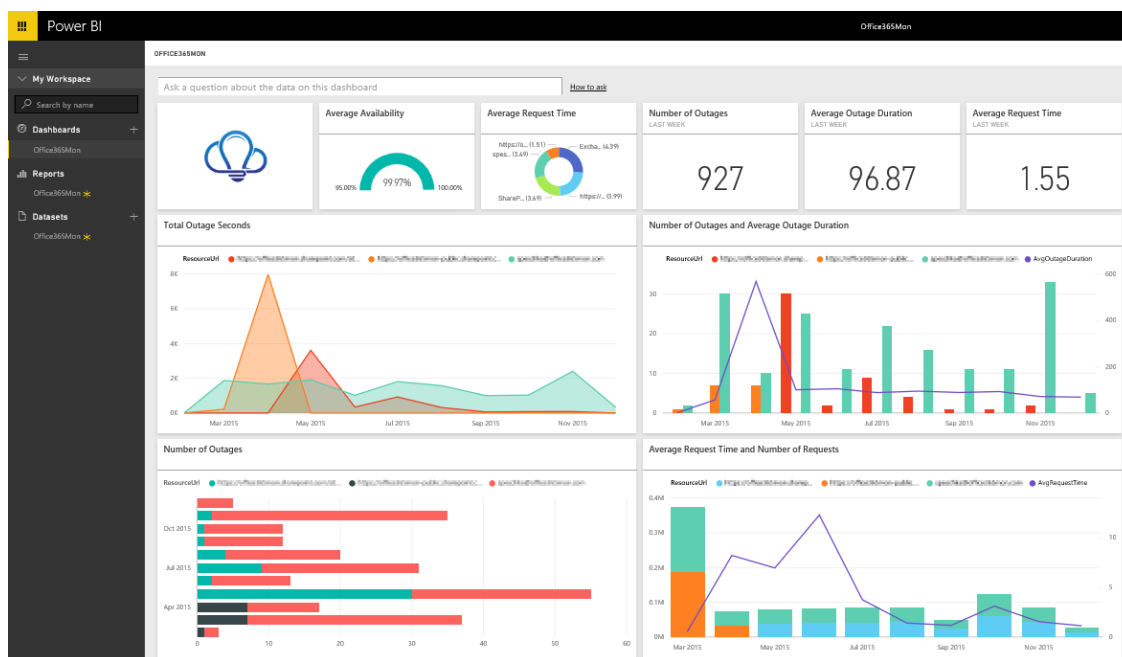 Power BI
Office365Mon
OFFICE365MON
My Workspace
Search by name
Dashboards
Office365Mon
Reports
Office365Mon
Datasets
Office365Mon
Ask a question about the data on this dashboard
How to ask
Average Availability
95.00%
99.97%
100.00%
Average Request Time
https://o... (1.51)
spes... (3.69)
Excha... (4.39)
ShareP... (3.69)
https://... (3.99)
Number of Outages
LAST WEEK
927
Average Outage Duration
LAST WEEK
96.87
Average Request Time
LAST WEEK
1.55
Total Outage Seconds
ResourceUrl
8K
6K
4K
2K
0K
Mar 2015 May 2015 Jul 2015 Sep 2015 Nov 2015
Number of Outages and Average Outage Duration
ResourceUrl AvgOutageDuration
30
20
10
0
600
400
200
0
Mar 2015 May 2015 Jul 2015 Sep 2015 Nov 2015
Number of Outages
ResourceUrl
Oct 2015
Jul 2015
Apr 2015
0 10 20 30 40 50 60
Average Request Time and Number of Requests
ResourceUrl AvgRequestTime
0.4M
0.3M
0.2M
0.1M
0M
10
5
0
Mar 2015 May 2015 Jul 2015 Sep 2015 Nov 2015